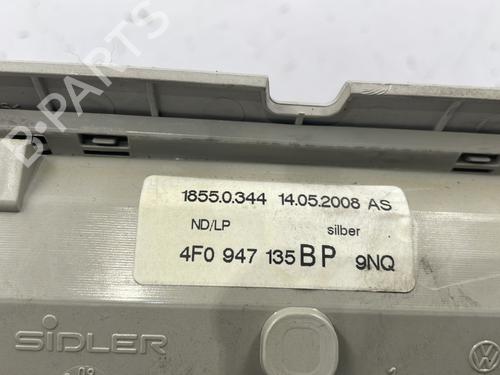 1855.0.344 14.05.2008 AS
ND/LP silber
4F0 947 135 BP 9NQ
SIDLER
B PARTS